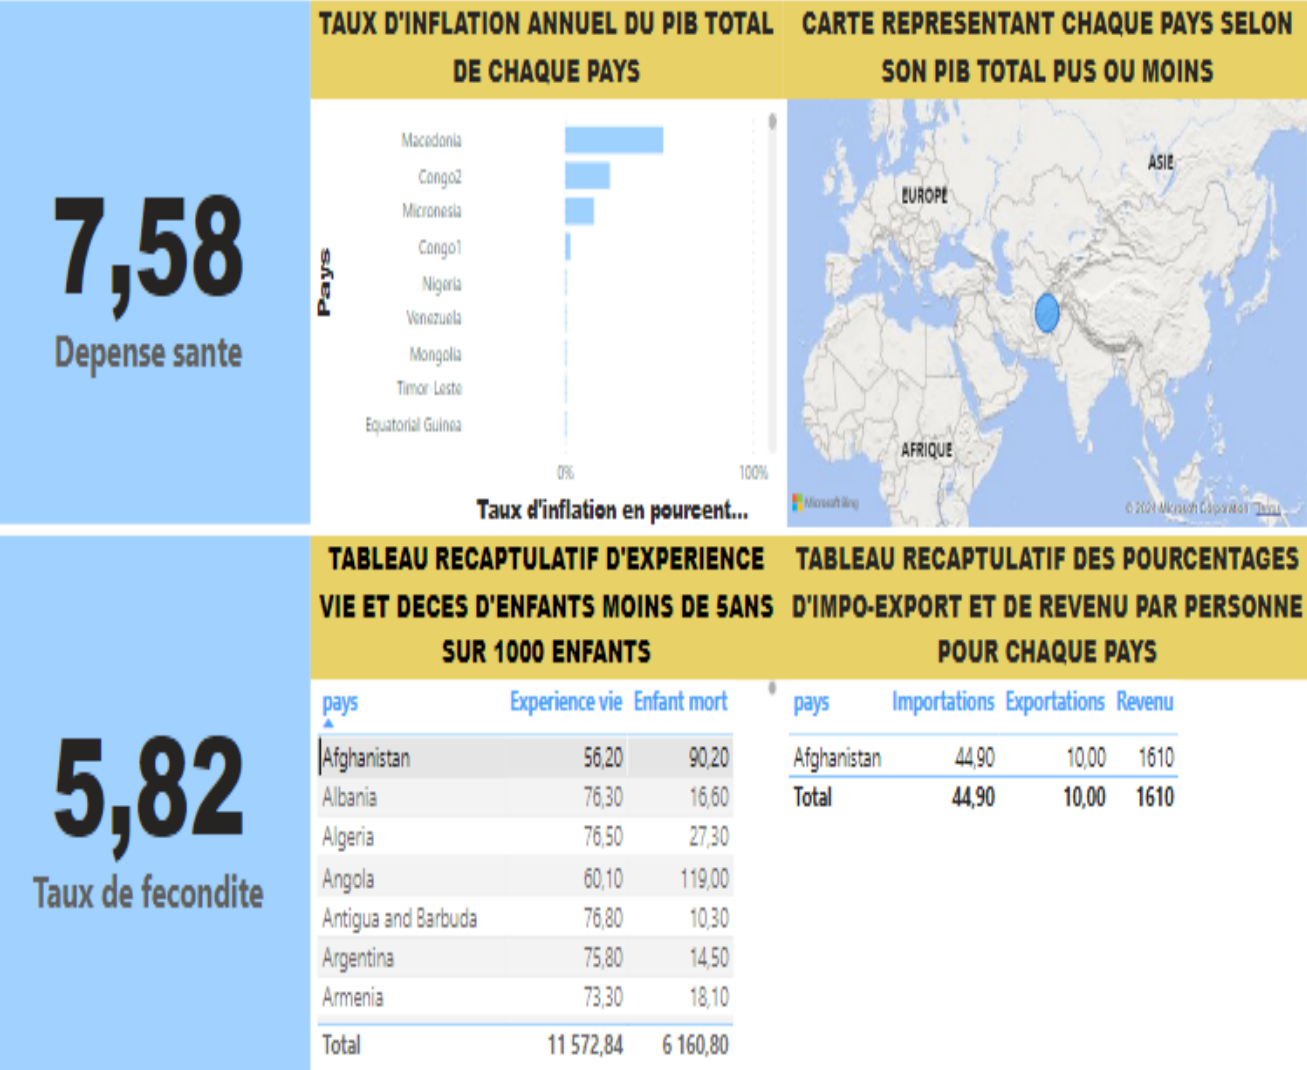 7,58
Depense sante
TAUX D'INFLATION ANNUEL DU PIB TOTAL
DE CHAQUE PAYS
Pays
Macedonia
Congo2
Micronesia
Congo1
Nigeria
Venezuela
Mongolia
Timor-Leste
Equatorial Guinea
0% 100%
Taux d'inflation en pourcent...
CARTE REPRESENTANT CHAQUE PAYS SELON
SON PIB TOTAL PUS OU MOINS
ASIE
EUROPE
AFRIQUE
Microsoft Bing
© 2024 Microsoft Corporation Terms
5,82
Taux de fecondite
TABLEAU RECAPTULATIF D'EXPERIENCE
VIE ET DECES D'ENFANTS MOINS DE 5ANS
SUR 1000 ENFANTS
pays Experience vie Enfant mort
Afghanistan 56,20 90,20
Albania 76,30 16,60
Algeria 76,50 27,30
Angola 60,10 119,00
Antigua and Barbuda 76,80 10,30
Argentina 75,80 14,50
Armenia 73,30 18,10
Total 11 572,84 6 160,80
TABLEAU RECAPTULATIF DES POURCENTAGES
D'IMPO-EXPORT ET DE REVENU PAR PERSONNE
POUR CHAQUE PAYS
pays Importations Exportations Revenu
Afghanistan 44,90 10,00 1610
Total 44,90 10,00 1610